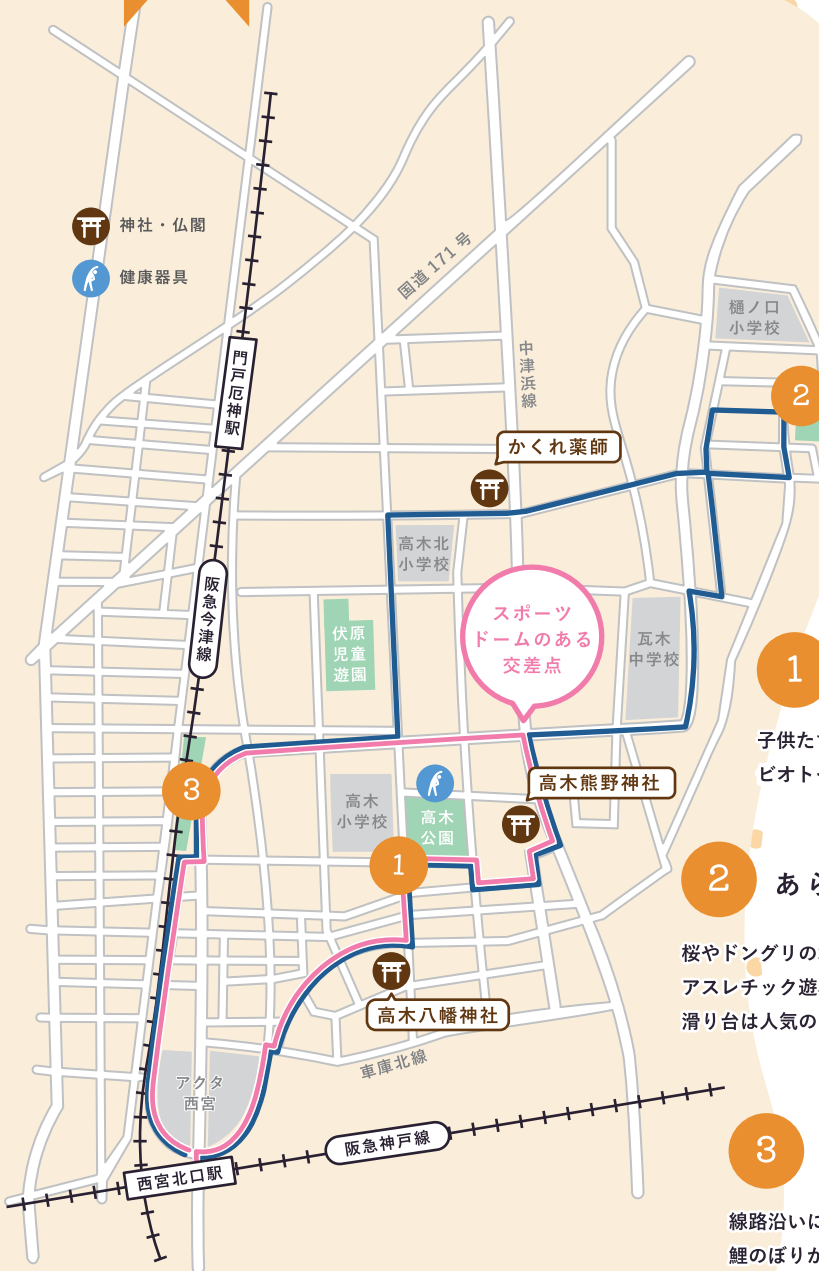 神社・仏閣
健康器具
国道171号
中津浜線
樋ノ口
小学校
門戸厄神駅
2
かくれ薬師
高木北
小学校
阪急今津線
スポーツ
ドームのある
交差点
伏原
児童
遊園
瓦木
中学校
1
子供た
ビオト
3
高木
小学校
高木
公園
高木熊野神社
1
2
あら
桜やドングリの
アスレチック遊
滑り台は人気の
高木八幡神社
車庫北線
アクタ
西宮
阪急神戸線
西宮北口駅
3
線路沿いに
鯉のぼりが